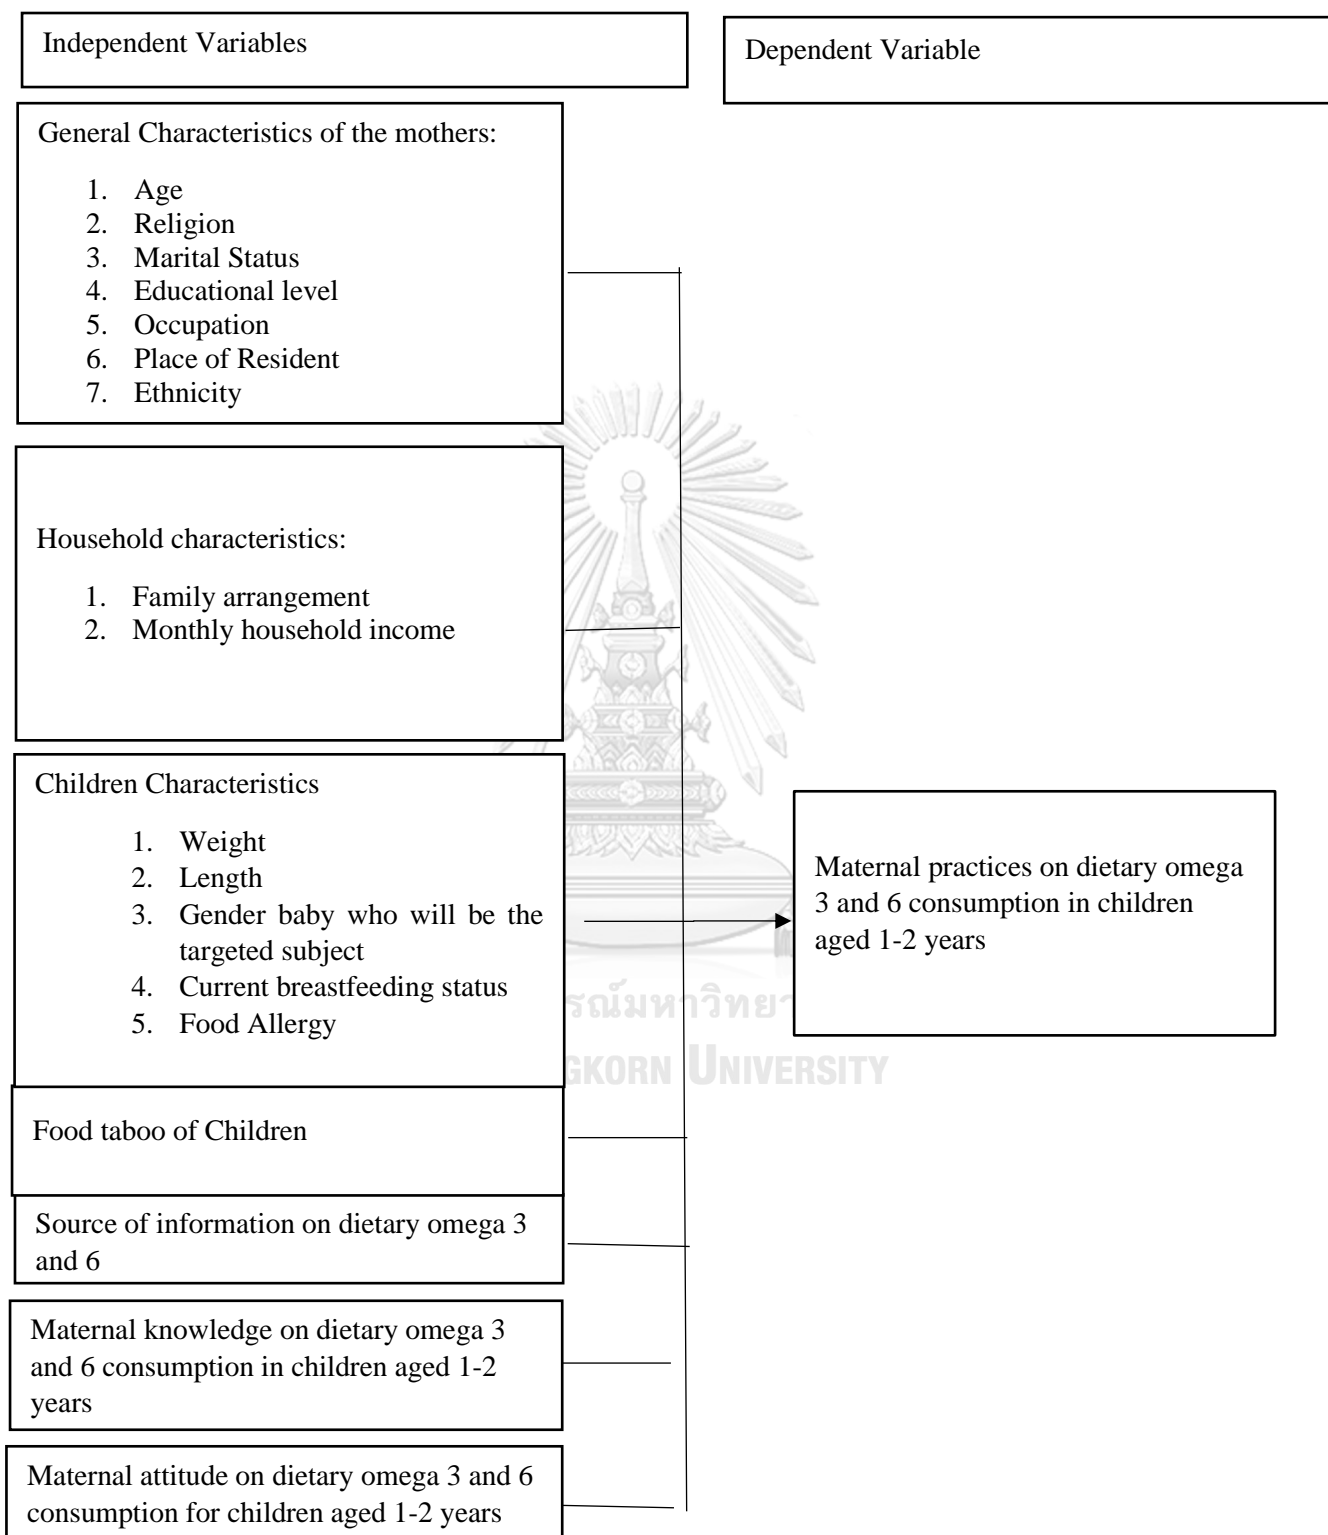 Independent Variables
Dependent Variable
General Characteristics of the mothers:
1. Age
2. Religion
3. Marital Status
4. Educational level
5. Occupation
6. Place of Resident
7. Ethnicity
Household characteristics:
1. Family arrangement
2. Monthly household income
Children Characteristics
1. Weight
2. Length
3. Gender baby who will be the
targeted subject
4. Current breastfeeding status
5. Food Allergy
Maternal practices on dietary omega
3 and 6 consumption in children
aged 1-2 years
UNIVERSITY
Food taboo of Children
Source of information on dietary omega 3
and 6
Maternal knowledge on dietary omega 3
and 6 consumption in children aged 1-2
years
Maternal attitude on dietary omega 3 and 6
consumption for children aged 1-2 years